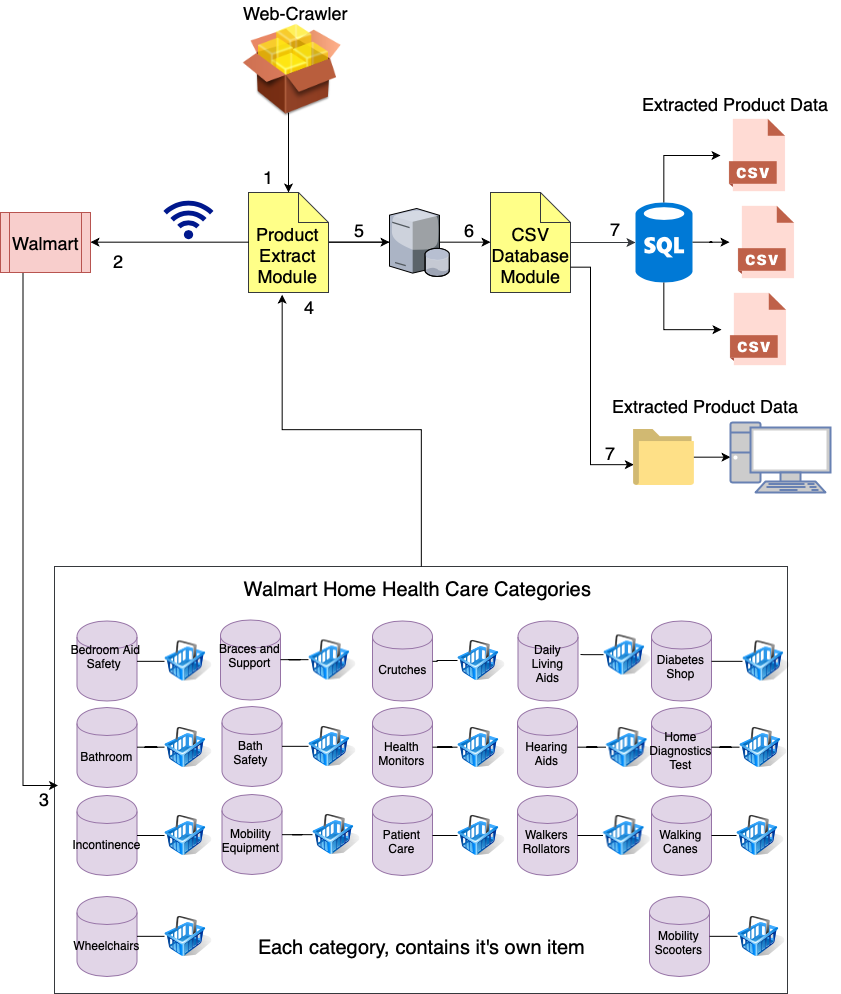 Web-Crawler
Extracted Product Data
CSV
1
Walmart
2
Product
Extract
Module
5
6
CSV
Database
Module
7
SQL
CSV
4
CSV
Extracted Product Data
7
Walmart Home Health Care Categories
Bedroom Aid
Safety
Braces and
Support
Crutches
Daily
Living
Aids
Diabetes
Shop
Bathroom
Bath
Safety
Health
Monitors
Hearing
Aids
Home
Diagnostics
Test
3
Incontinence
Mobility
Equipment
Patient
Care
Walkers
Rollators
Walking
Canes
Wheelchairs
Each category, contains it's own item
Mobility
Scooters